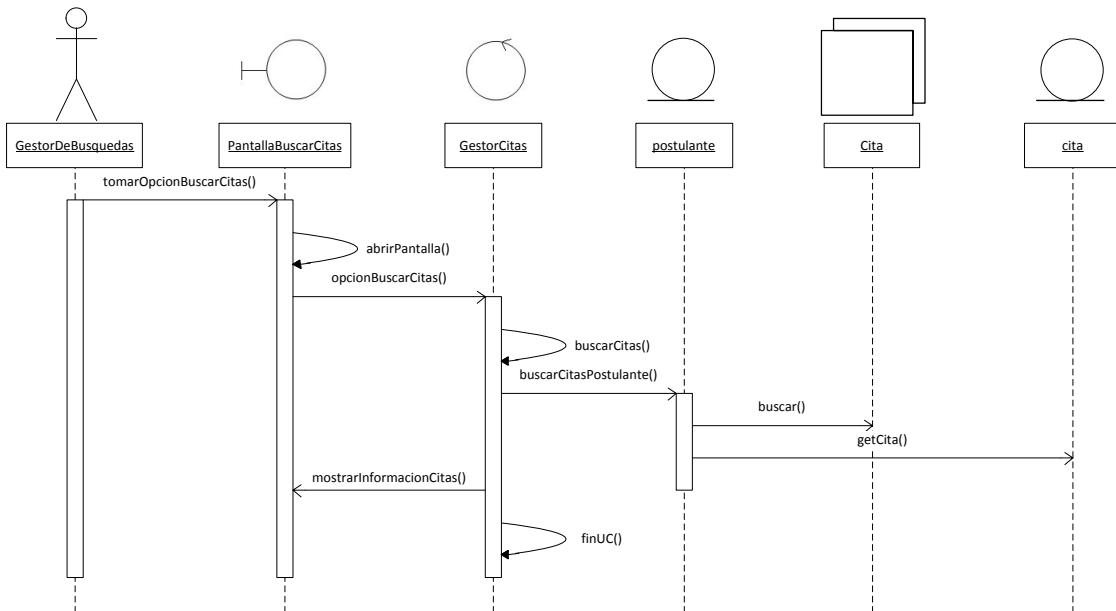 GestorDeBusquedas
PantallaBuscarCitas
GestorCitas
postulante
Cita
cita
tomarOpcionBuscarCitas()
abrirPantalla()
opcionBuscarCitas()
buscarCitas()
buscarCitasPostulante()
buscar()
getCita()
mostrarInformacionCitas()
finUC()